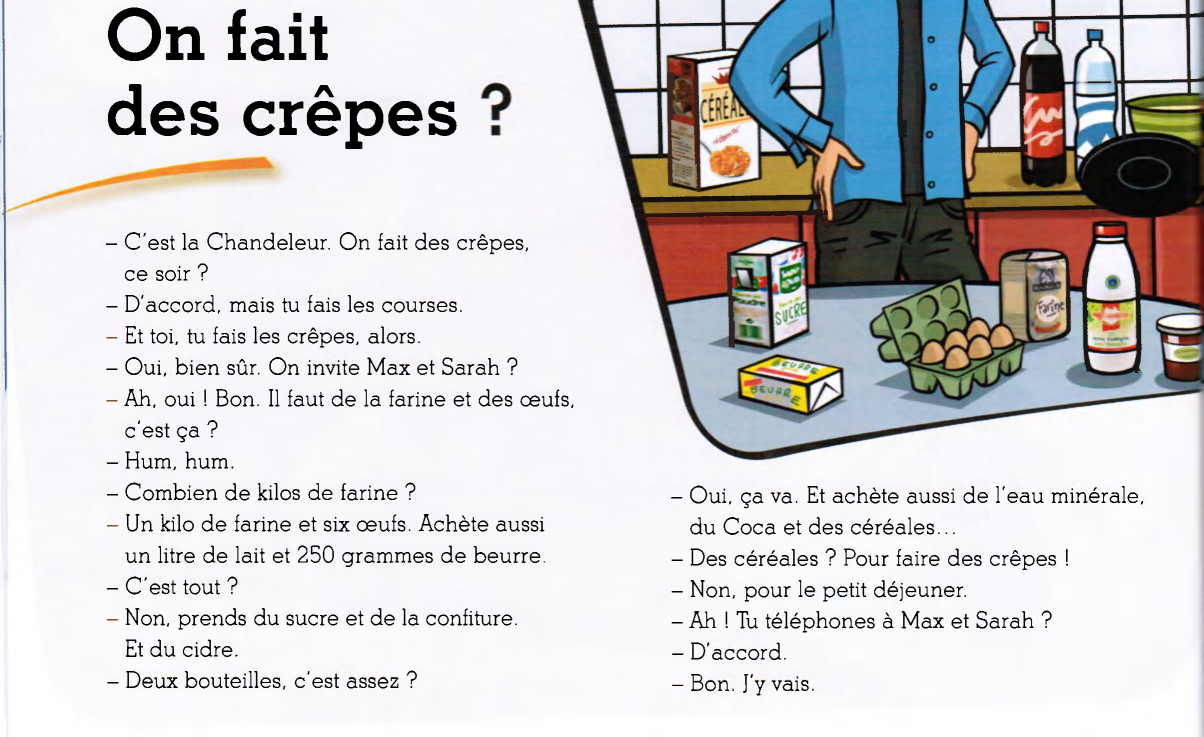 On fait
des crêpes ?
– C'est la Chandeleur. On fait des crêpes,
ce soir ?
– D'accord, mais tu fais les courses.
– Et toi, tu fais les crêpes, alors.
– Oui, bien sûr. On invite Max et Sarah ?
– Ah, oui ! Bon. Il faut de la farine et des œufs,
c'est ça ?
– Hum, hum.
– Combien de kilos de farine ?
– Un kilo de farine et six œufs. Achète aussi
un litre de lait et 250 grammes de beurre.
– C'est tout ?
– Non, prends du sucre et de la confiture.
Et du cidre.
– Deux bouteilles, c'est assez ?
– Oui, ça va. Et achète aussi de l'eau minérale,
du Coca et des céréales...
– Des céréales ? Pour faire des crêpes !
– Non, pour le petit déjeuner.
– Ah ! Tu téléphones à Max et Sarah ?
– D'accord.
– Bon. J'y vais.
CÉRÉAL
SUCRE
Farine
BEURRE
BEURRE